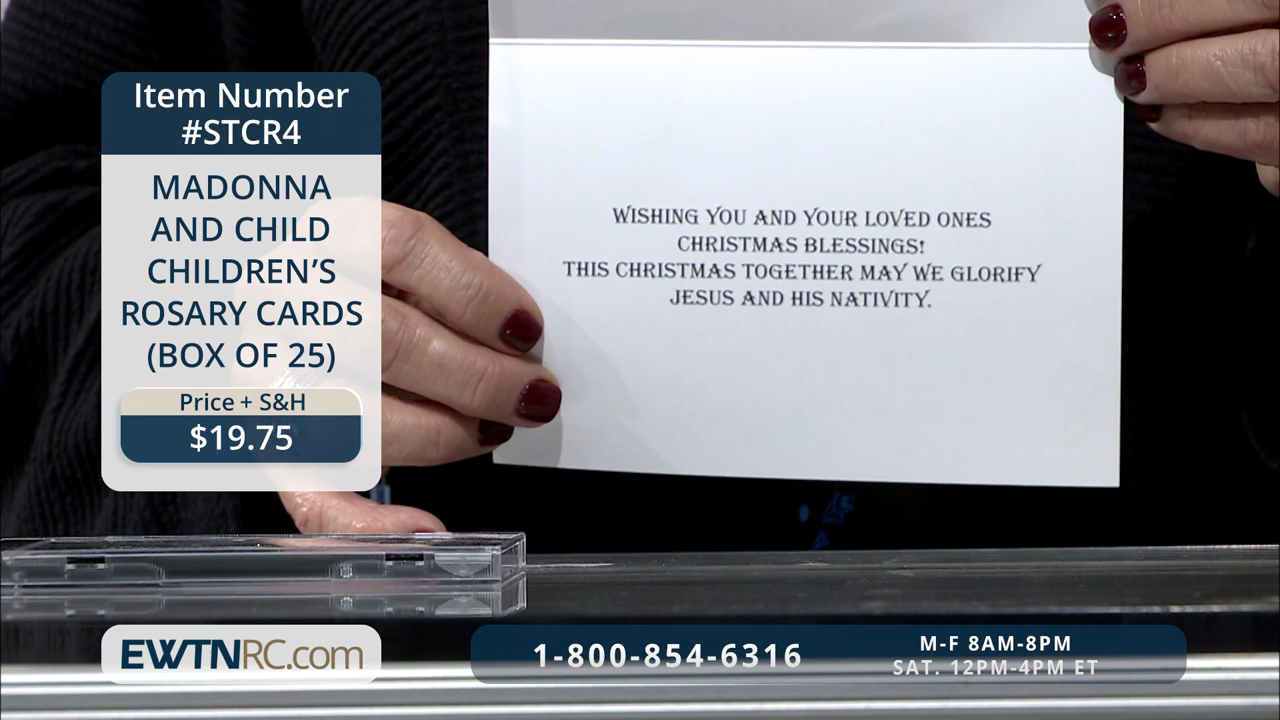 Item Number
#STCR4
MADONNA
AND CHILD
CHILDREN’S
ROSARY CARDS
(BOX OF 25)
Price + S&H
$19.75
WISHING YOU AND YOUR LOVED ONES
CHRISTMAS BLESSINGS!
THIS CHRISTMAS TOGETHER MAY WE GLORIFY
JESUS AND HIS NATIVITY.
EWTNRC.com
1-800-854-6316
M-F 8AM-8PM
SAT. 12PM-4PM ET